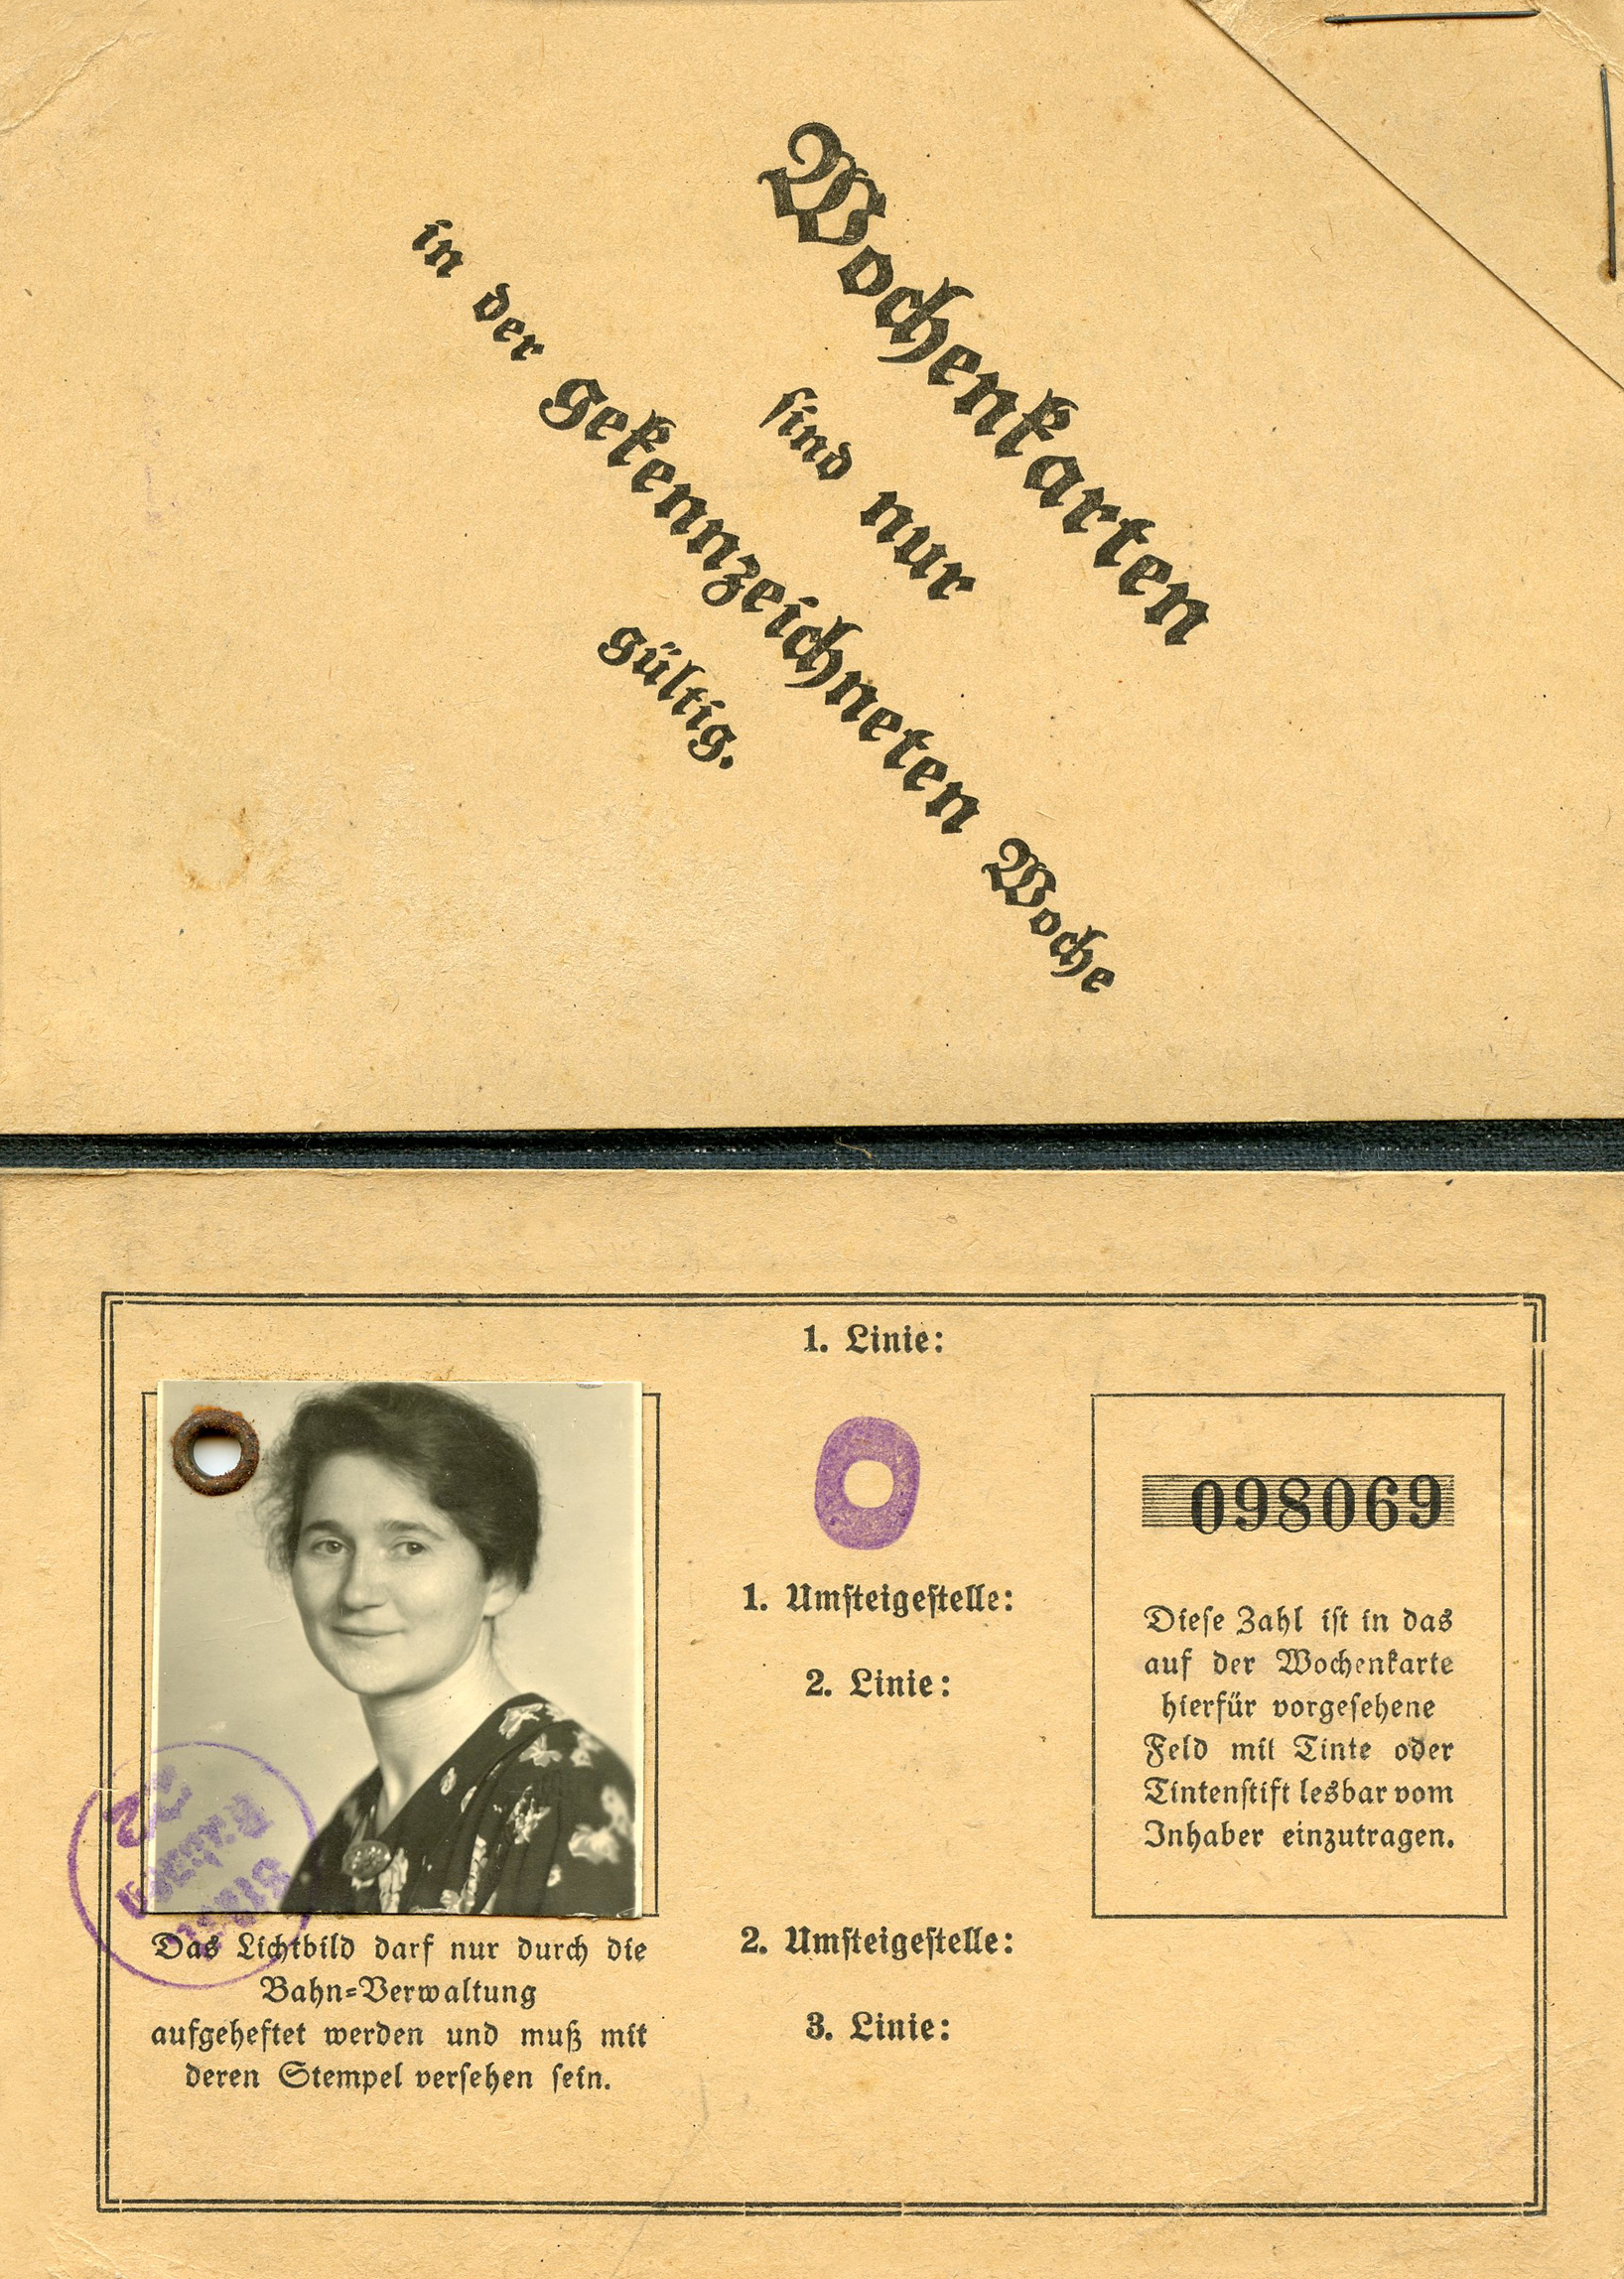 Wochenkarten
sind nur
in der gekennzeichneten Woche
gültig.
1. Linie:
1. Umsteigestelle:
2. Linie:
2. Umsteigestelle:
3. Linie:
098069
Diese Zahl ist in das
auf der Wochenkarte
hierfür vorgesehene
Feld mit Tinte oder
Tintenstift lesbar vom
Inhaber einzutragen.
Das Lichtbild darf nur durch die
Bahn=Verwaltung
aufgeheftet werden und muß mit
deren Stempel versehen sein.